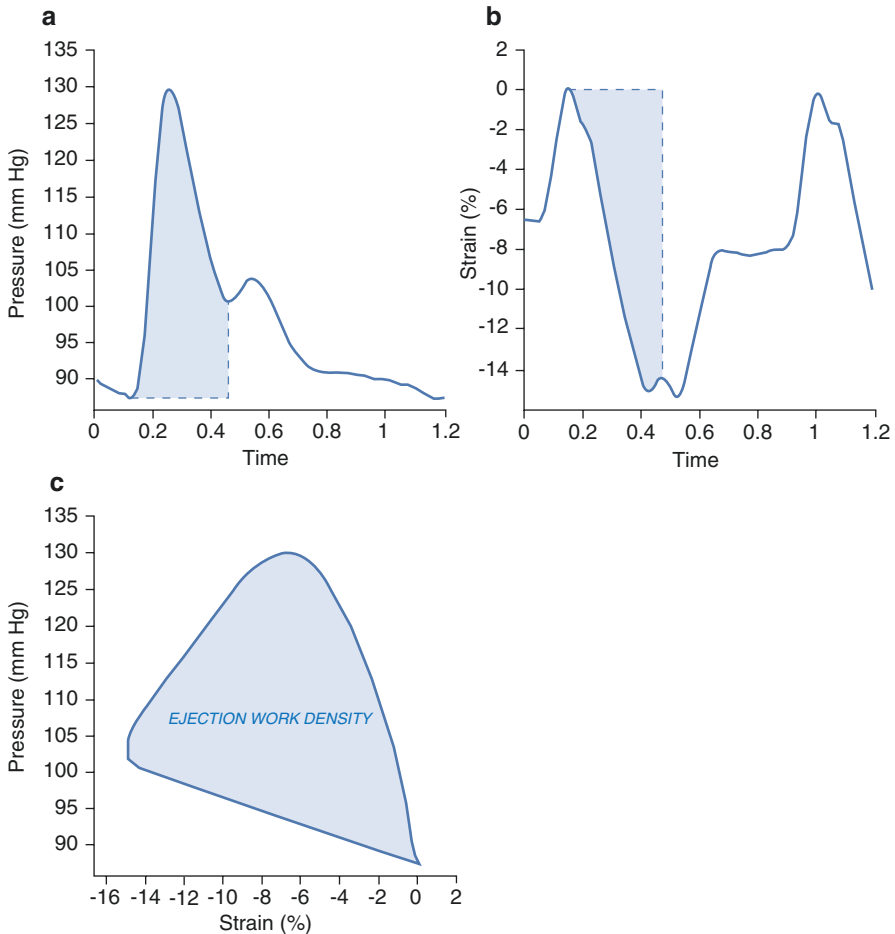 a
135
130
125
120
115
110
105
100
95
90
Pressure (mm Hg)
0 0.2 0.4 0.6 0.8 1.0 1.2
Time
b
2
0
-2
-4
-6
-8
-10
-12
-14
Strain (%)
0 0.2 0.4 0.6 0.8 1 1.2
Time
c
135
130
125
120
110
105
100
95
90
Pressure (mm Hg)
EJECTION WORK DENSITY
-16 -14 -12 -10 -8 -6 -4 -2 0 2
Strain (%)